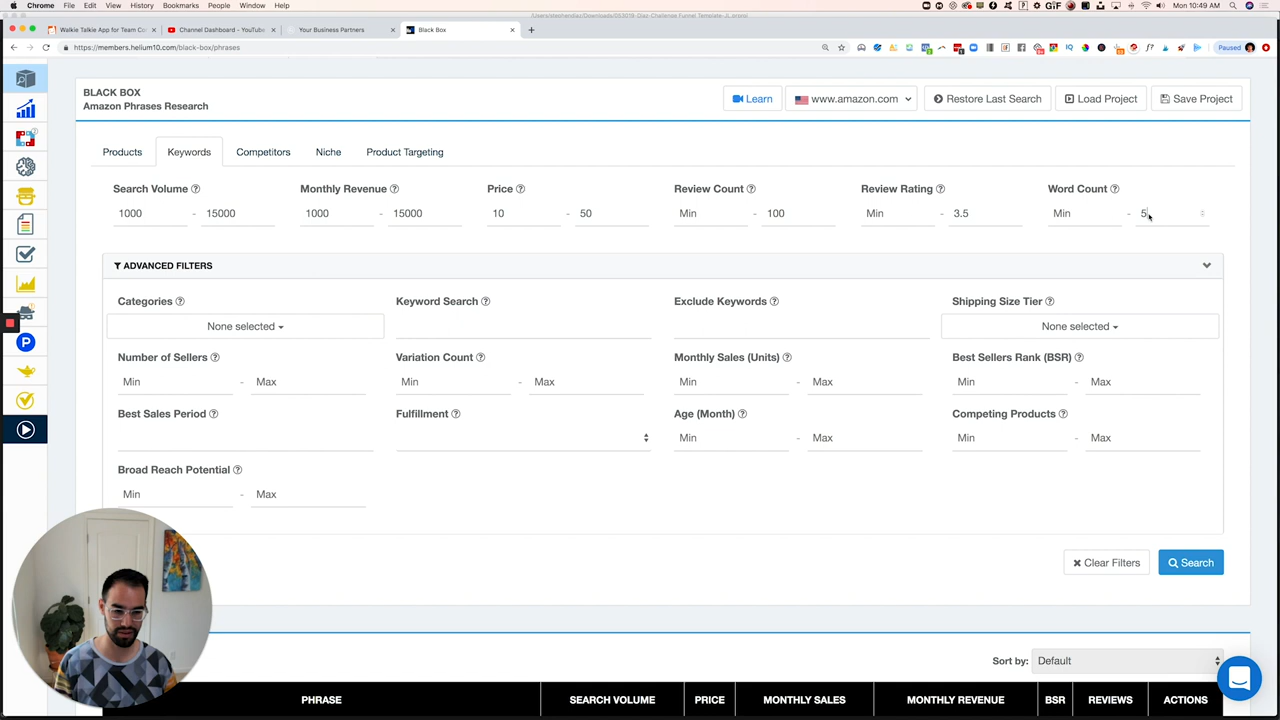 Chrome File Edit View History Bookmarks People Window Help
GIF Mon 10:49 AM
Walkie Talkie App for Team Co
Channel Dashboard - YouTube
Your Business Partners
Black Box
https://members.helium10.com/black-box/phrases
Paused
BLACK BOX
Amazon Phrases Research
Learn
www.amazon.com
Restore Last Search
Load Project
Save Project
Products
Keywords
Competitors
Niche
Product Targeting
Search Volume
Monthly Revenue
Price
Review Count
Review Rating
Word Count
1000 - 15000
1000 - 15000
10 - 50
Min - 100
Min - 3.5
Min - 5
ADVANCED FILTERS
Categories
Keyword Search
Exclude Keywords
Shipping Size Tier
None selected
None selected
Number of Sellers
Variation Count
Monthly Sales (Units)
Best Sellers Rank (BSR)
Min - Max
Min - Max
Min - Max
Min - Max
Best Sales Period
Fulfillment
Age (Month)
Competing Products
Min - Max
Min - Max
Broad Reach Potential
Min - Max
Clear Filters
Search
Sort by:
Default
PHRASE
SEARCH VOLUME
PRICE
MONTHLY SALES
MONTHLY REVENUE
BSR
REVIEWS
ACTIONS